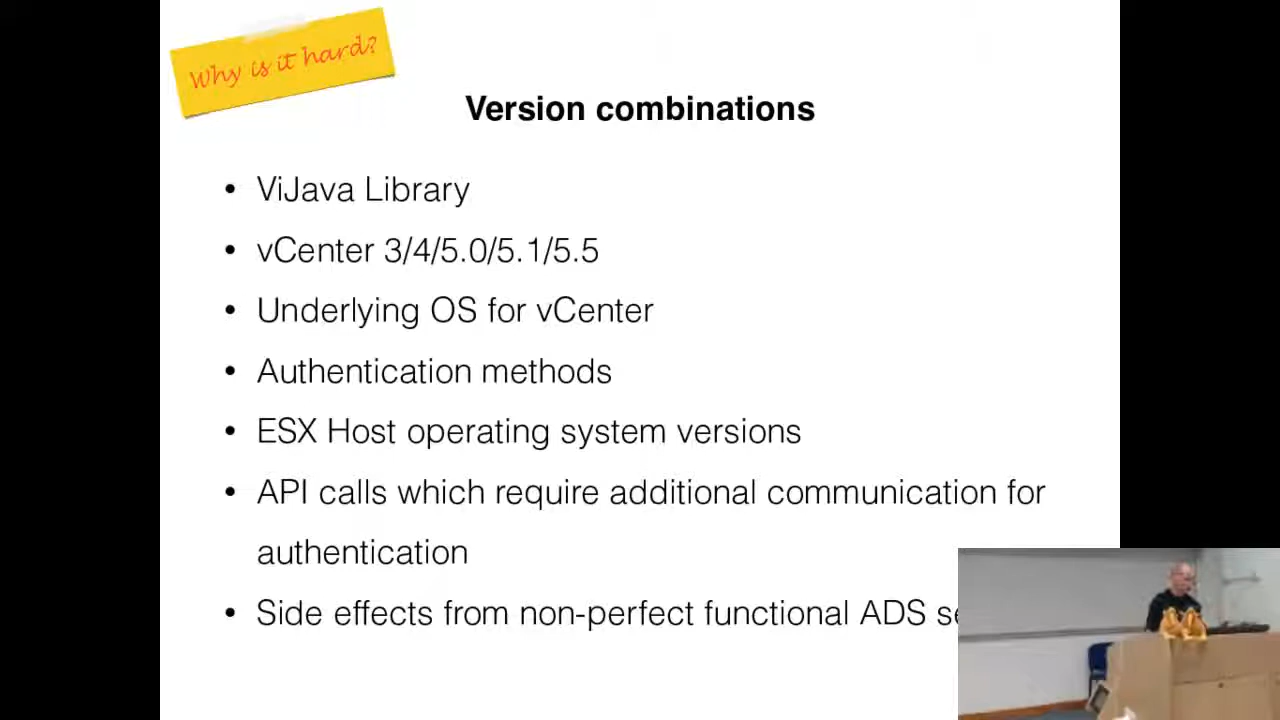 Why is it hard?
Version combinations
• ViJava Library
• vCenter 3/4/5.0/5.1/5.5
• Underlying OS for vCenter
• Authentication methods
• ESX Host operating system versions
• API calls which require additional communication for
authentication
• Side effects from non-perfect functional ADS